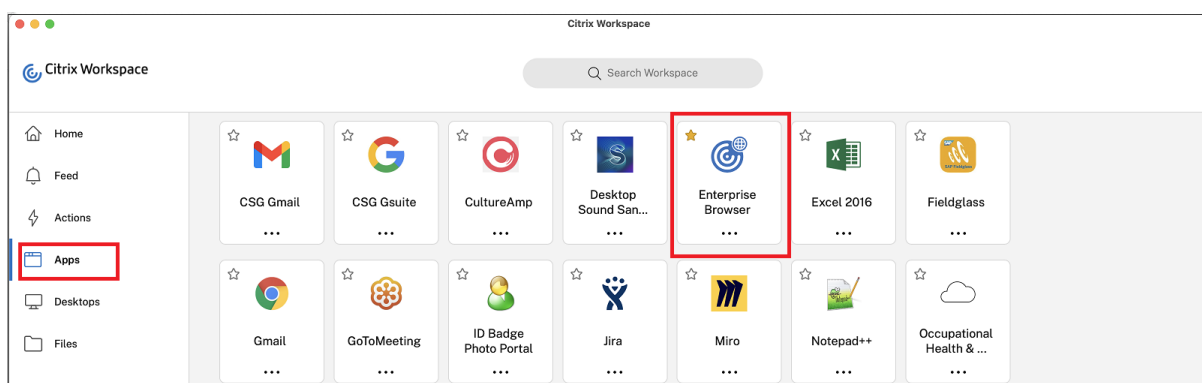 Citrix Workspace
Citrix Workspace
Search Workspace
Home
Feed
Actions
Apps
Desktops
Files
CSG Gmail
CSG Gsuite
CultureAmp
Desktop
Sound San...
Enterprise
Browser
Excel 2016
Fieldglass
Gmail
GoToMeeting
ID Badge
Photo Portal
Jira
Miro
Notepad++
Occupational
Health & ...